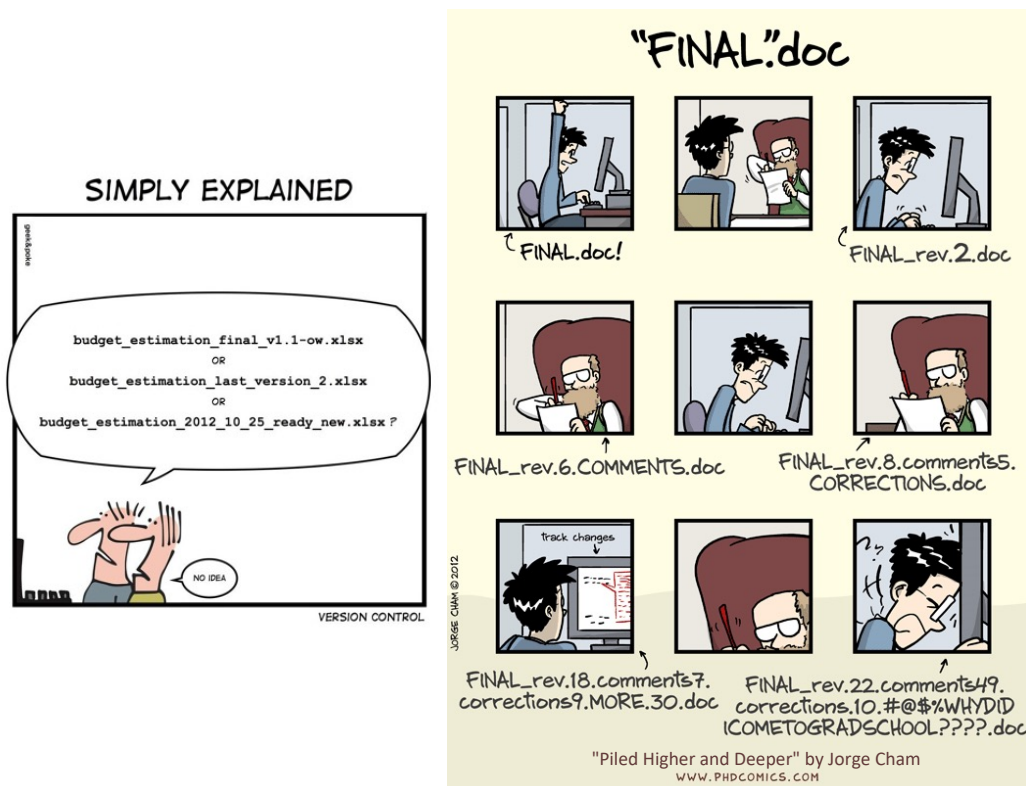 SIMPLY EXPLAINED
geek&poke
budget_estimation_final_v1.1-ow.xlsx
OR
budget_estimation_last_version_2.xlsx
OR
budget_estimation_2012_10_25_ready_new.xlsx ?
NO IDEA
VERSION CONTROL
"FINAL".doc
FINAL.doc!
FINAL_rev.2.doc
FINAL_rev.6.COMMENTS.doc
FINAL_rev.8.comments5.
CORRECTIONS.doc
track changes
JORGE CHAM © 2012
FINAL_rev.18.comments7.
corrections9.MORE.30.doc
FINAL_rev.22.comments49.
corrections.10.#@$%WHYDID
ICOMETOGRADSCHOOL????.doc
"Piled Higher and Deeper" by Jorge Cham
WWW.PHDCOMICS.COM